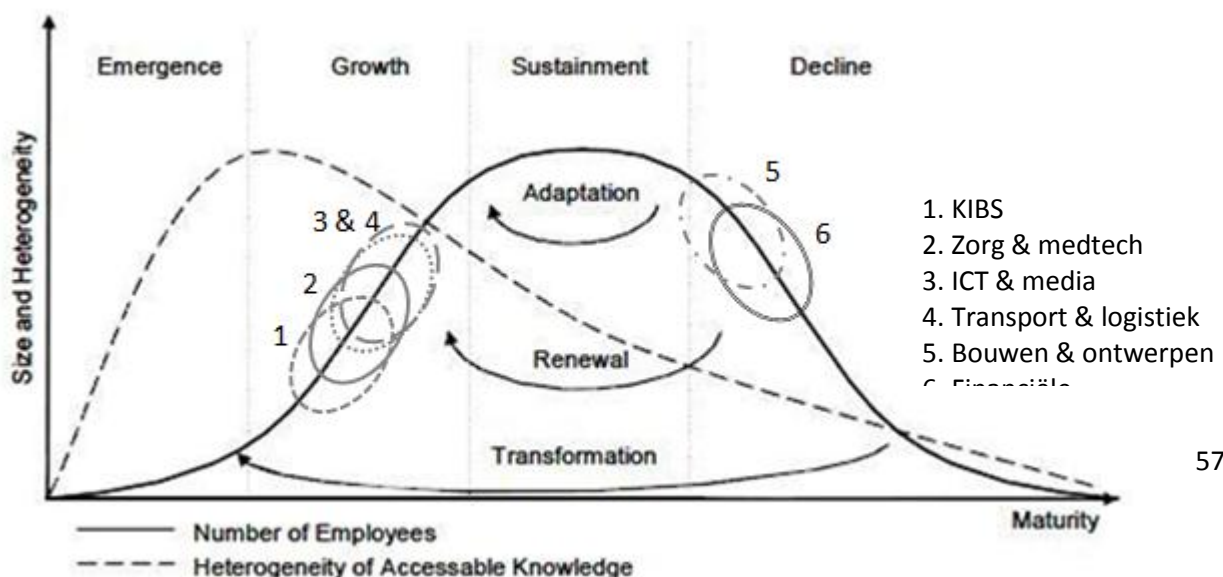 Emergence Growth Sustainment Decline
5
Adaptation
1. KIBS
3 & 4
6
2. Zorg & medtech
3. ICT & media
2
4. Transport & logistiek
1
Renewal
5. Bouwen & ontwerpen
Size and Heterogeneity
Transformation
57
Maturity
Number of Employees
Heterogeneity of Accessable Knowledge